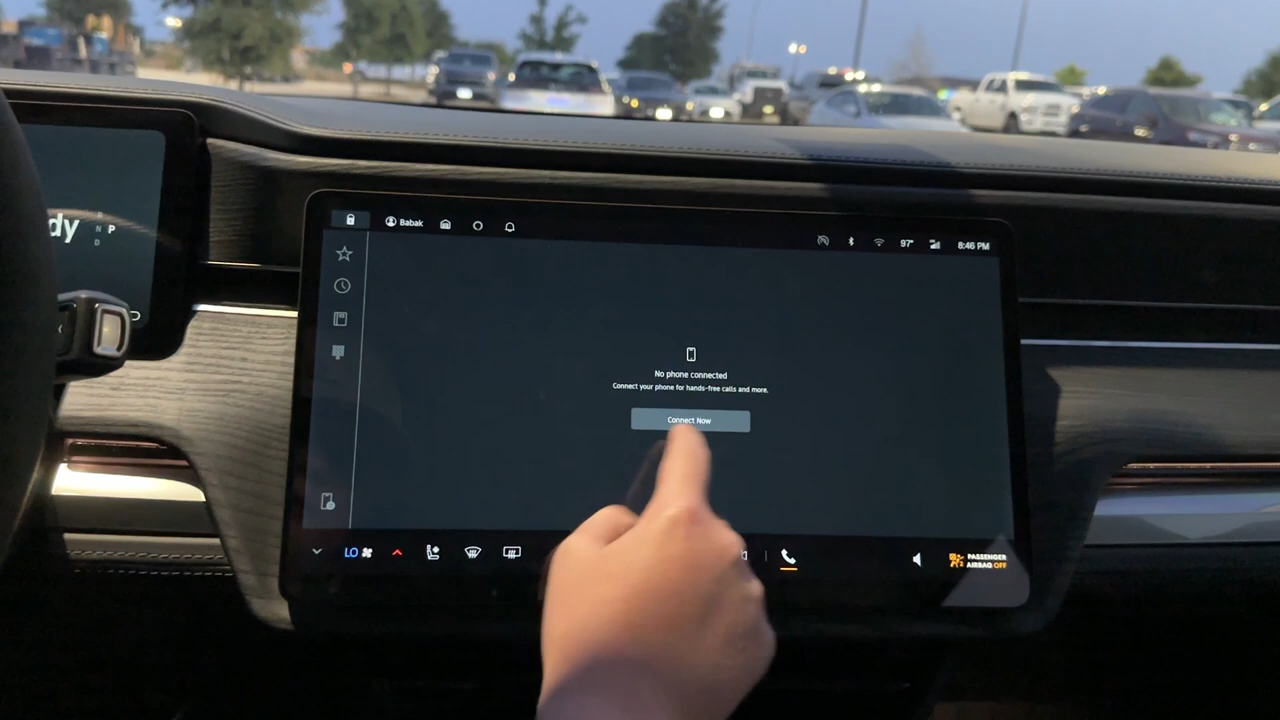 dy
N P
D
Babak
97°
8:46 PM
No phone connected
Connect your phone for hands-free calls and more.
Connect Now
LO
PASSENGER
AIRBAG OFF